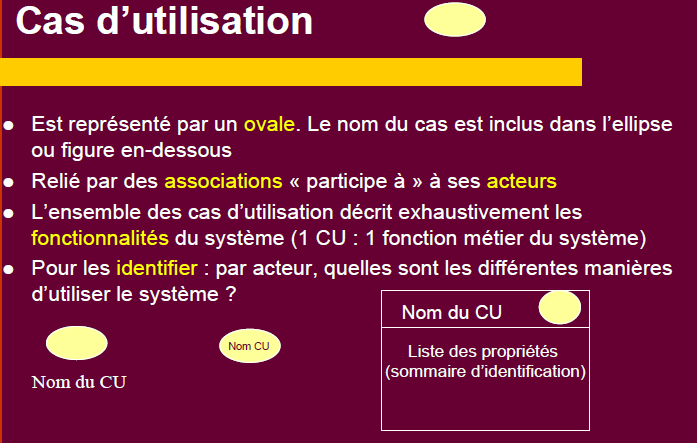 Cas d’utilisation
● Est représenté par un ovale. Le nom du cas est inclus dans l’ellipse
ou figure en-dessous
● Relié par des associations « participe à » à ses acteurs
● L’ensemble des cas d’utilisation décrit exhaustivement les
fonctionnalités du système (1 CU : 1 fonction métier du système)
● Pour les identifier : par acteur, quelles sont les différentes manières
d’utiliser le système ?
Nom du CU
Nom CU
Nom du CU
Liste des propriétés
(sommaire d’identification)